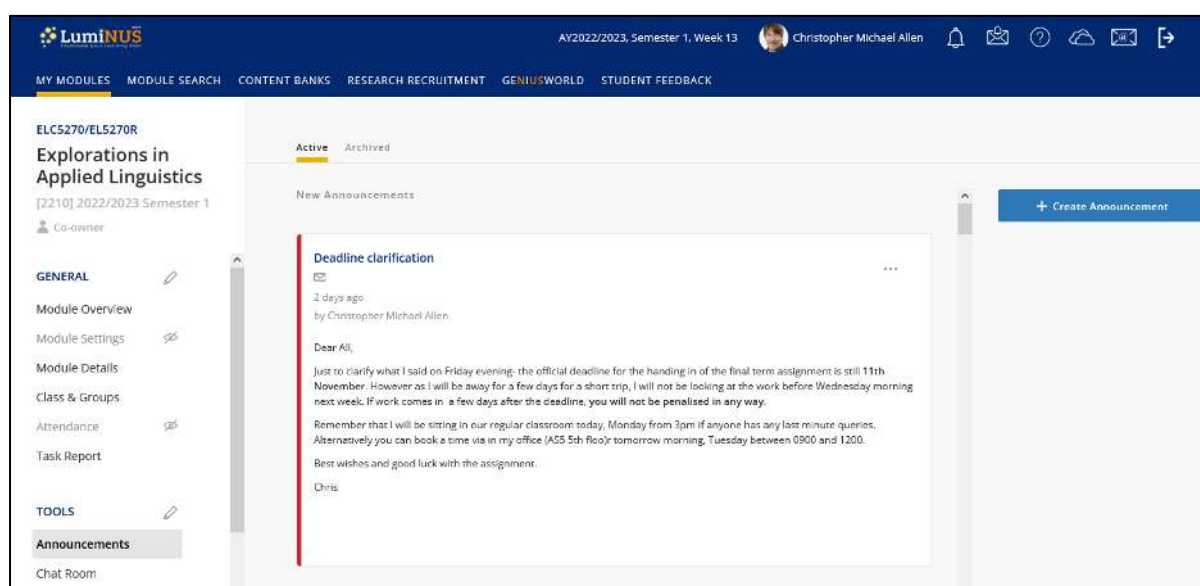 LumiNUS
AY2022/2023, Semester 1, Week 13
Christopher Michael Allen
MY MODULES MODULE SEARCH CONTENT BANKS RESEARCH RECRUITMENT GENIUSWORLD STUDENT FEEDBACK
ELC5270/EL5270R
Explorations in
Applied Linguistics
[2210] 2022/2023 Semester 1
Co-owner
GENERAL
Module Overview
Module Settings
Module Details
Class & Groups
Attendance
Task Report
TOOLS
Announcements
Chat Room
Active Archived
New Announcements
+ Create Announcement
Deadline clarification
2 days ago
by Christopher Michael Allen
Dear All,
Just to clarify what I said on Friday evening- the official deadline for the handing in of the final term assignment is still 11th
November. However as I will be away for a few days for a short trip, I will not be looking at the work before Wednesday morning
next week. If work comes in a few days after the deadline, you will not be penalised in any way.
Remember that I will be sitting in our regular classroom today, Monday from 3pm if anyone has any last minute queries.
Alternatively you can book a time via in my office (AS5 5th floo)r tomorrow morning, Tuesday between 0900 and 1200.
Best wishes and good luck with the assignment.
Chris